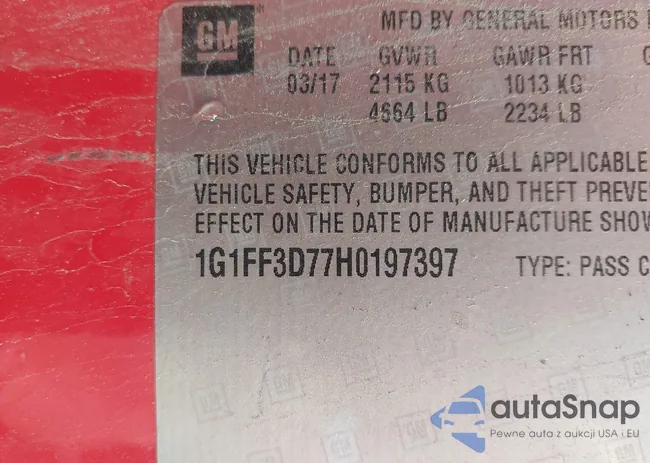 GM
MFD BY GENERAL MOTORS
DATE GVWR GAWR FRT
03/17 2115 KG 1013 KG
4664 LB 2234 LB
THIS VEHICLE CONFORMS TO ALL APPLICABLE
VEHICLE SAFETY, BUMPER, AND THEFT PREVE
EFFECT ON THE DATE OF MANUFACTURE SHOW
1G1FF3D77H0197397 TYPE: PASS C
autoSnap
Pewne auta z aukcji USA i EU